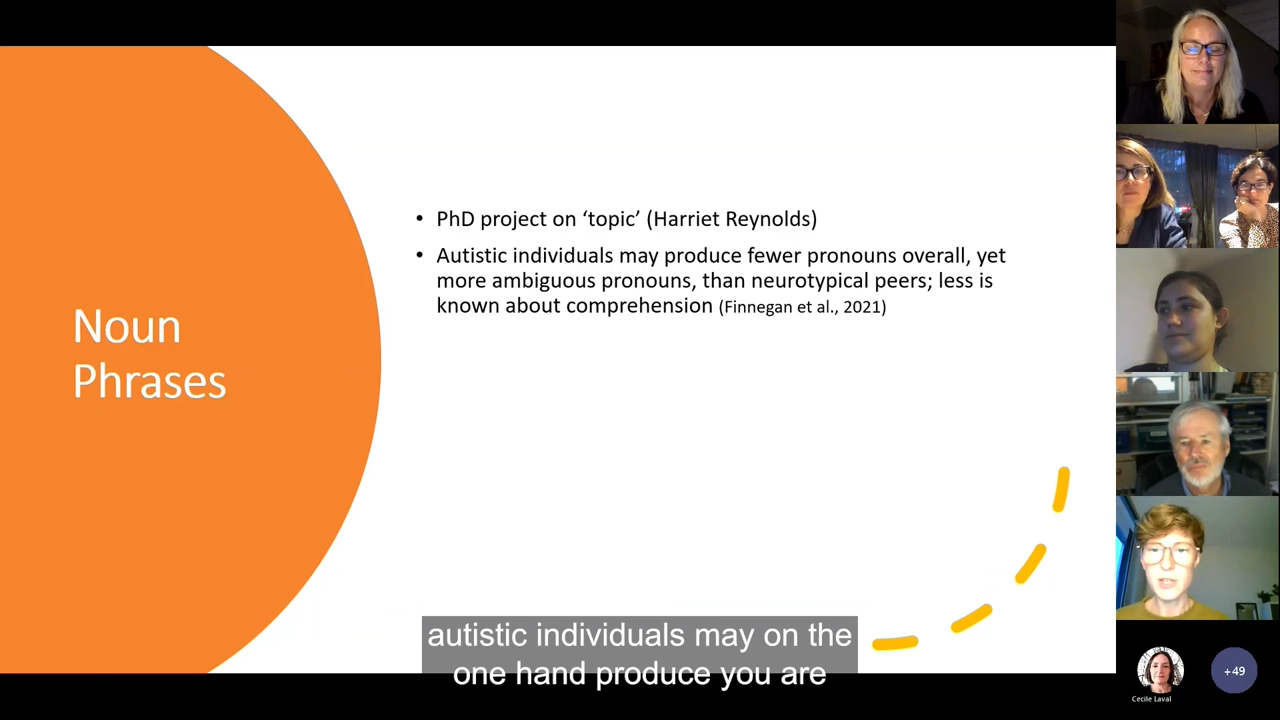 Noun
Phrases
• PhD project on ‘topic’ (Harriet Reynolds)
• Autistic individuals may produce fewer pronouns overall, yet
more ambiguous pronouns, than neurotypical peers; less is
known about comprehension (Finnegan et al., 2021)
autistic individuals may on the
one hand produce you are
Cecile Laval
+49